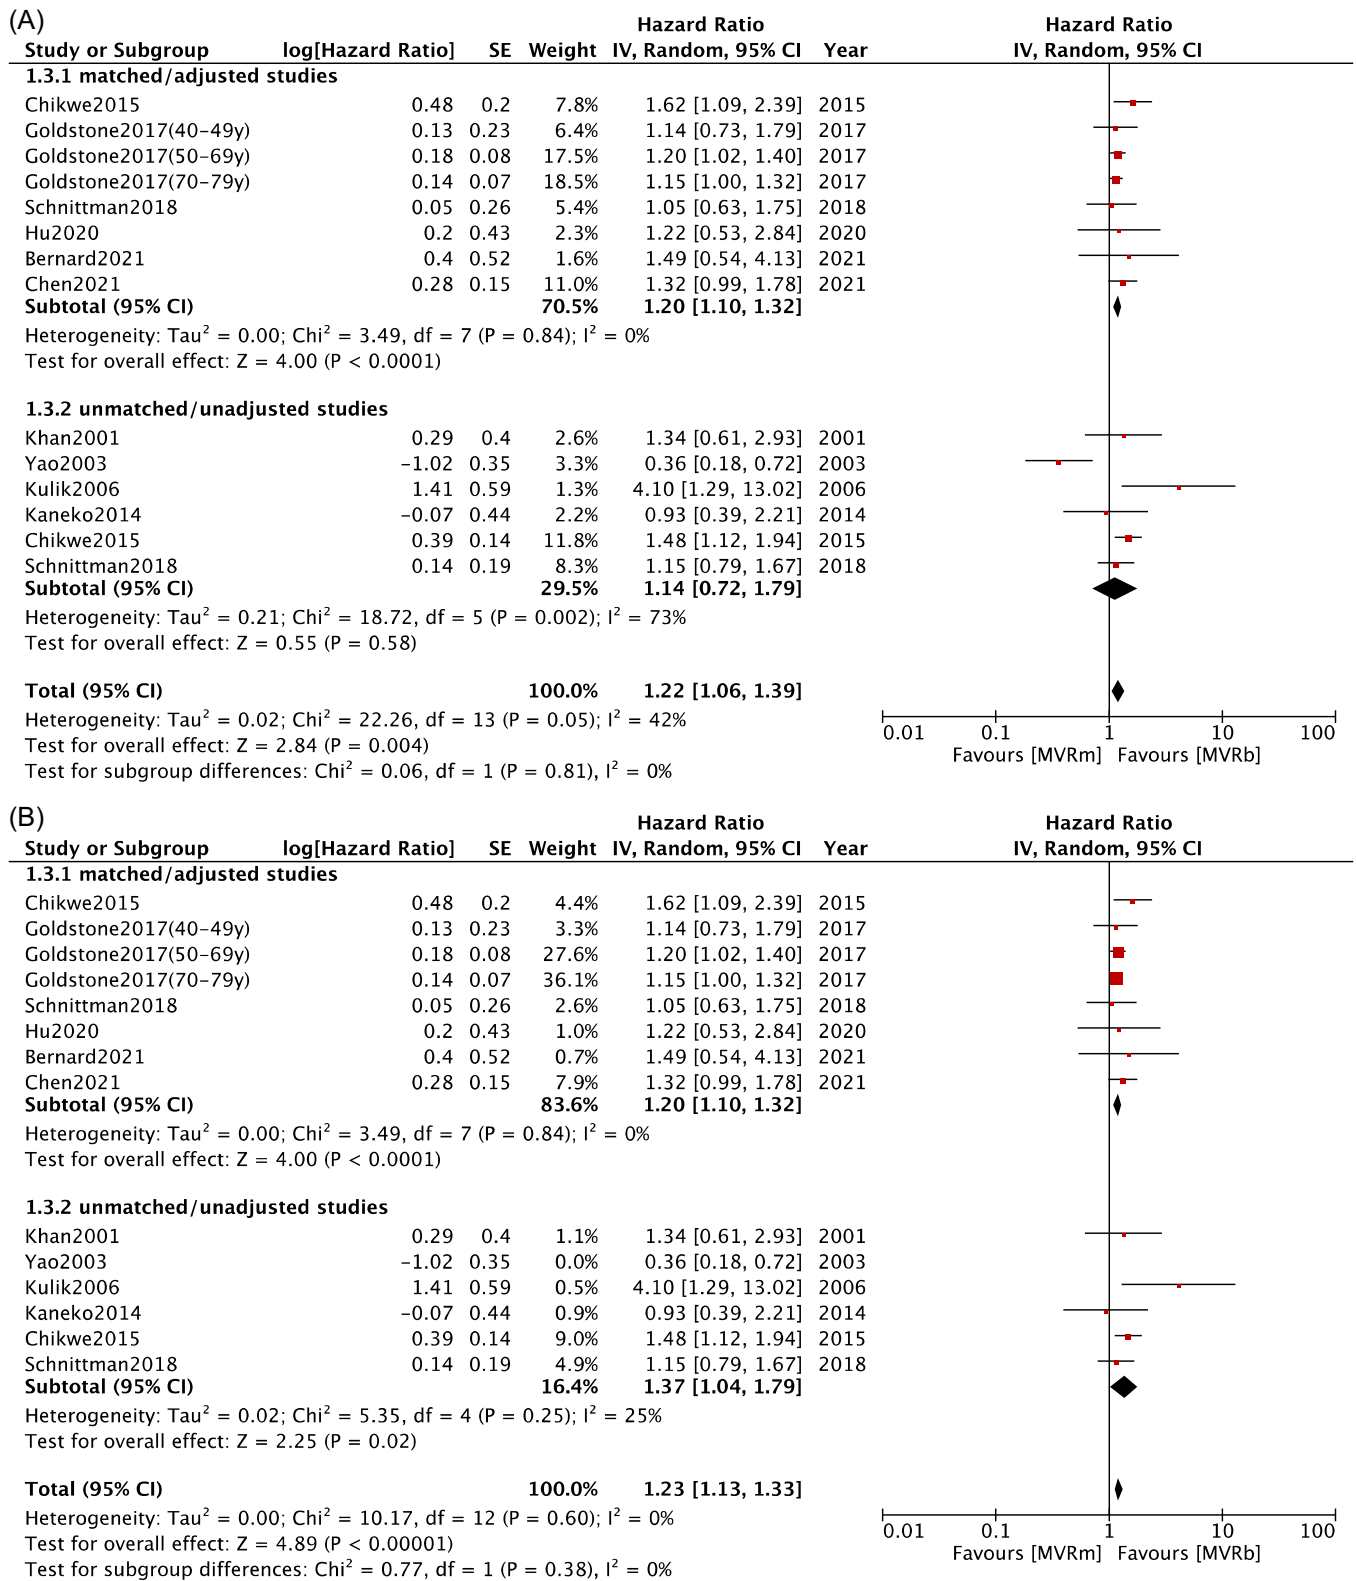 (A)
Hazard Ratio Hazard Ratio
Study or Subgroup log[Hazard Ratio] SE Weight IV, Random, 95% CI Year IV, Random, 95% CI
1.3.1 matched/adjusted studies
Chikwe2015 0.48 0.2 7.8% 1.62 [1.09, 2.39] 2015
Goldstone2017(40–49y) 0.13 0.23 6.4% 1.14 [0.73, 1.79] 2017
Goldstone2017(50–69y) 0.18 0.08 17.5% 1.20 [1.02, 1.40] 2017
Goldstone2017(70–79y) 0.14 0.07 18.5% 1.15 [1.00, 1.32] 2017
Schnittman2018 0.05 0.26 5.4% 1.05 [0.63, 1.75] 2018
Hu2020 0.2 0.43 2.3% 1.22 [0.53, 2.84] 2020
Bernard2021 0.4 0.52 1.6% 1.49 [0.54, 4.13] 2021
Chen2021 0.28 0.15 11.0% 1.32 [0.99, 1.78] 2021
Subtotal (95% CI) 70.5% 1.20 [1.10, 1.32]
Heterogeneity: Tau² = 0.00; Chi² = 3.49, df = 7 (P = 0.84); I² = 0%
Test for overall effect: Z = 4.00 (P < 0.0001)
1.3.2 unmatched/unadjusted studies
Khan2001 0.29 0.4 2.6% 1.34 [0.61, 2.93] 2001
Yao2003 −1.02 0.35 3.3% 0.36 [0.18, 0.72] 2003
Kulik2006 1.41 0.59 1.3% 4.10 [1.29, 13.02] 2006
Kaneko2014 −0.07 0.44 2.2% 0.93 [0.39, 2.21] 2014
Chikwe2015 0.39 0.14 11.8% 1.48 [1.12, 1.94] 2015
Schnittman2018 0.14 0.19 8.3% 1.15 [0.79, 1.67] 2018
Subtotal (95% CI) 29.5% 1.14 [0.72, 1.79]
Heterogeneity: Tau² = 0.21; Chi² = 18.72, df = 5 (P = 0.002); I² = 73%
Test for overall effect: Z = 0.55 (P = 0.58)
Total (95% CI) 100.0% 1.22 [1.06, 1.39]
Heterogeneity: Tau² = 0.02; Chi² = 22.26, df = 13 (P = 0.05); I² = 42%
0.01 0.1 1 10 100
Test for overall effect: Z = 2.84 (P = 0.004)
Favours [MVRm] Favours [MVRb]
Test for subgroup differences: Chi² = 0.06, df = 1 (P = 0.81), I² = 0%
(B)
Hazard Ratio Hazard Ratio
Study or Subgroup log[Hazard Ratio] SE Weight IV, Random, 95% CI Year IV, Random, 95% CI
1.3.1 matched/adjusted studies
Chikwe2015 0.48 0.2 4.4% 1.62 [1.09, 2.39] 2015
Goldstone2017(40–49y) 0.13 0.23 3.3% 1.14 [0.73, 1.79] 2017
Goldstone2017(50–69y) 0.18 0.08 27.6% 1.20 [1.02, 1.40] 2017
Goldstone2017(70–79y) 0.14 0.07 36.1% 1.15 [1.00, 1.32] 2017
Schnittman2018 0.05 0.26 2.6% 1.05 [0.63, 1.75] 2018
Hu2020 0.2 0.43 1.0% 1.22 [0.53, 2.84] 2020
Bernard2021 0.4 0.52 0.7% 1.49 [0.54, 4.13] 2021
Chen2021 0.28 0.15 7.9% 1.32 [0.99, 1.78] 2021
Subtotal (95% CI) 83.6% 1.20 [1.10, 1.32]
Heterogeneity: Tau² = 0.00; Chi² = 3.49, df = 7 (P = 0.84); I² = 0%
Test for overall effect: Z = 4.00 (P < 0.0001)
1.3.2 unmatched/unadjusted studies
Khan2001 0.29 0.4 1.1% 1.34 [0.61, 2.93] 2001
Yao2003 −1.02 0.35 0.0% 0.36 [0.18, 0.72] 2003
Kulik2006 1.41 0.59 0.5% 4.10 [1.29, 13.02] 2006
Kaneko2014 −0.07 0.44 0.9% 0.93 [0.39, 2.21] 2014
Chikwe2015 0.39 0.14 9.0% 1.48 [1.12, 1.94] 2015
Schnittman2018 0.14 0.19 4.9% 1.15 [0.79, 1.67] 2018
Subtotal (95% CI) 16.4% 1.37 [1.04, 1.79]
Heterogeneity: Tau² = 0.02; Chi² = 5.35, df = 4 (P = 0.25); I² = 25%
Test for overall effect: Z = 2.25 (P = 0.02)
Total (95% CI) 100.0% 1.23 [1.13, 1.33]
Heterogeneity: Tau² = 0.00; Chi² = 10.17, df = 12 (P = 0.60); I² = 0%
0.01 0.1 1 10 100
Test for overall effect: Z = 4.89 (P < 0.00001)
Favours [MVRm] Favours [MVRb]
Test for subgroup differences: Chi² = 0.77, df = 1 (P = 0.38), I² = 0%